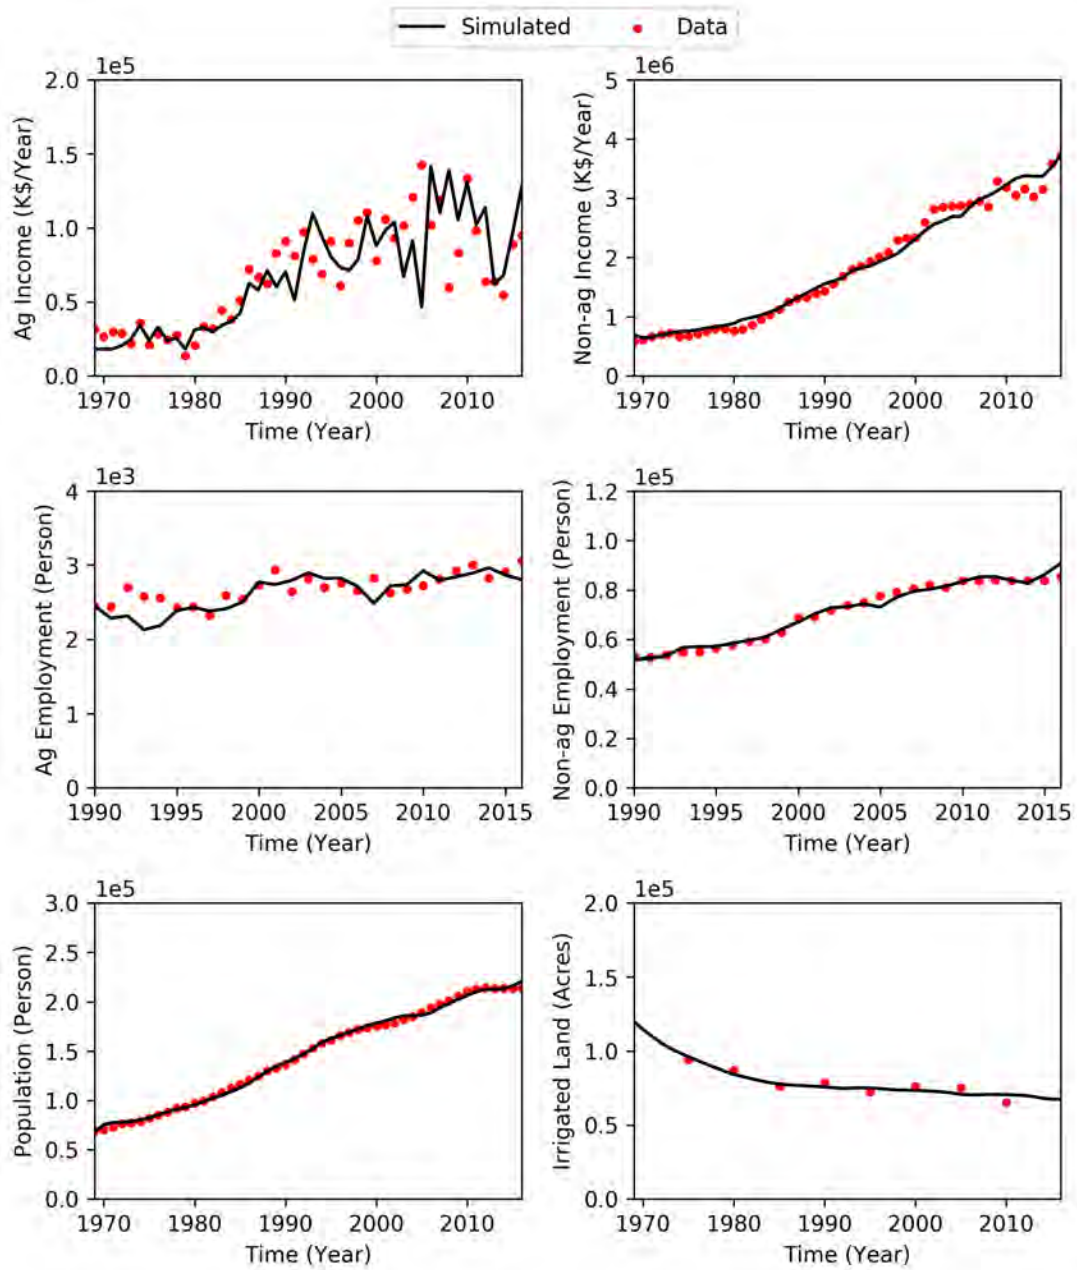 Simulated Data
1e5
2.0
1.5
1.0
0.5
0.0
Ag Income (K$/Year)
1970 1980 1990 2000 2010
Time (Year)
1e6
5
4
3
2
1
0
Non-ag Income (K$/Year)
1970 1980 1990 2000 2010
Time (Year)
1e3
4
3
2
1
0
Ag Employment (Person)
1990 1995 2000 2005 2010 2015
Time (Year)
1e5
1.2
1.0
0.8
0.6
0.4
0.2
0.0
Non-ag Employment (Person)
1990 1995 2000 2005 2010 2015
Time (Year)
1e5
3.0
2.5
2.0
1.5
1.0
0.5
0.0
Population (Person)
1970 1980 1990 2000 2010
Time (Year)
1e5
2.0
1.5
1.0
0.5
0.0
Irrigated Land (Acres)
1970 1980 1990 2000 2010
Time (Year)